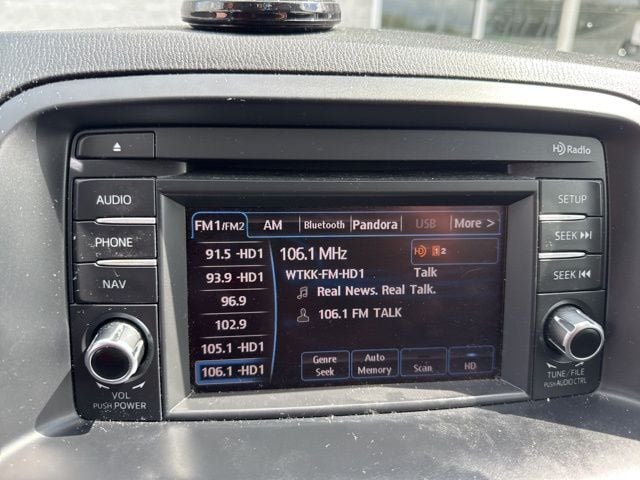 HD Radio
AUDIO
PHONE
NAV
VOL
PUSH POWER
FM1/FM2 AM Bluetooth Pandora USB More >
91.5 -HD1
93.9 -HD1
96.9
102.9
105.1 -HD1
106.1 -HD1
106.1 MHz
HD 1 2
WTKK-FM-HD1 Talk
Real News. Real Talk.
106.1 FM TALK
Genre Seek
Auto Memory
Scan
HD
SETUP
SEEK
SEEK
TUNE/FILE
PUSH AUDIO CTRL